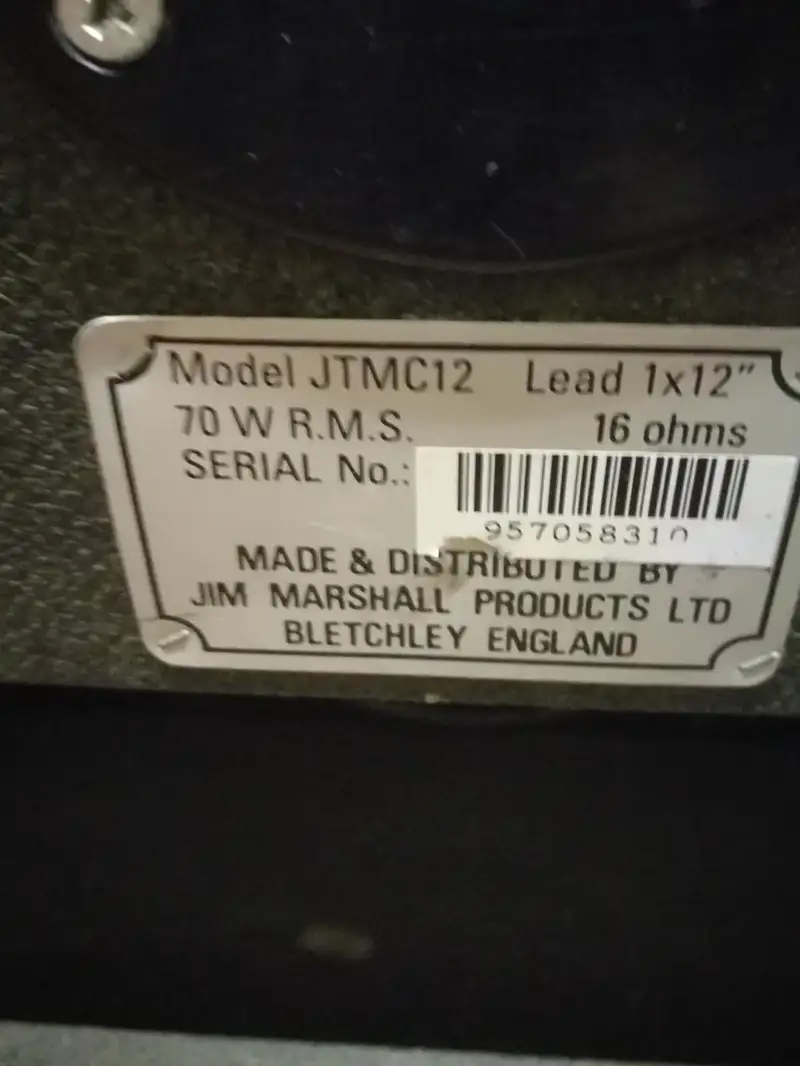 Model JTMC12 Lead 1x12"
70 W R.M.S. 16 ohms
SERIAL No.:
957058310
MADE & DISTRIBUTED BY
JIM MARSHALL PRODUCTS LTD
BLETCHLEY ENGLAND